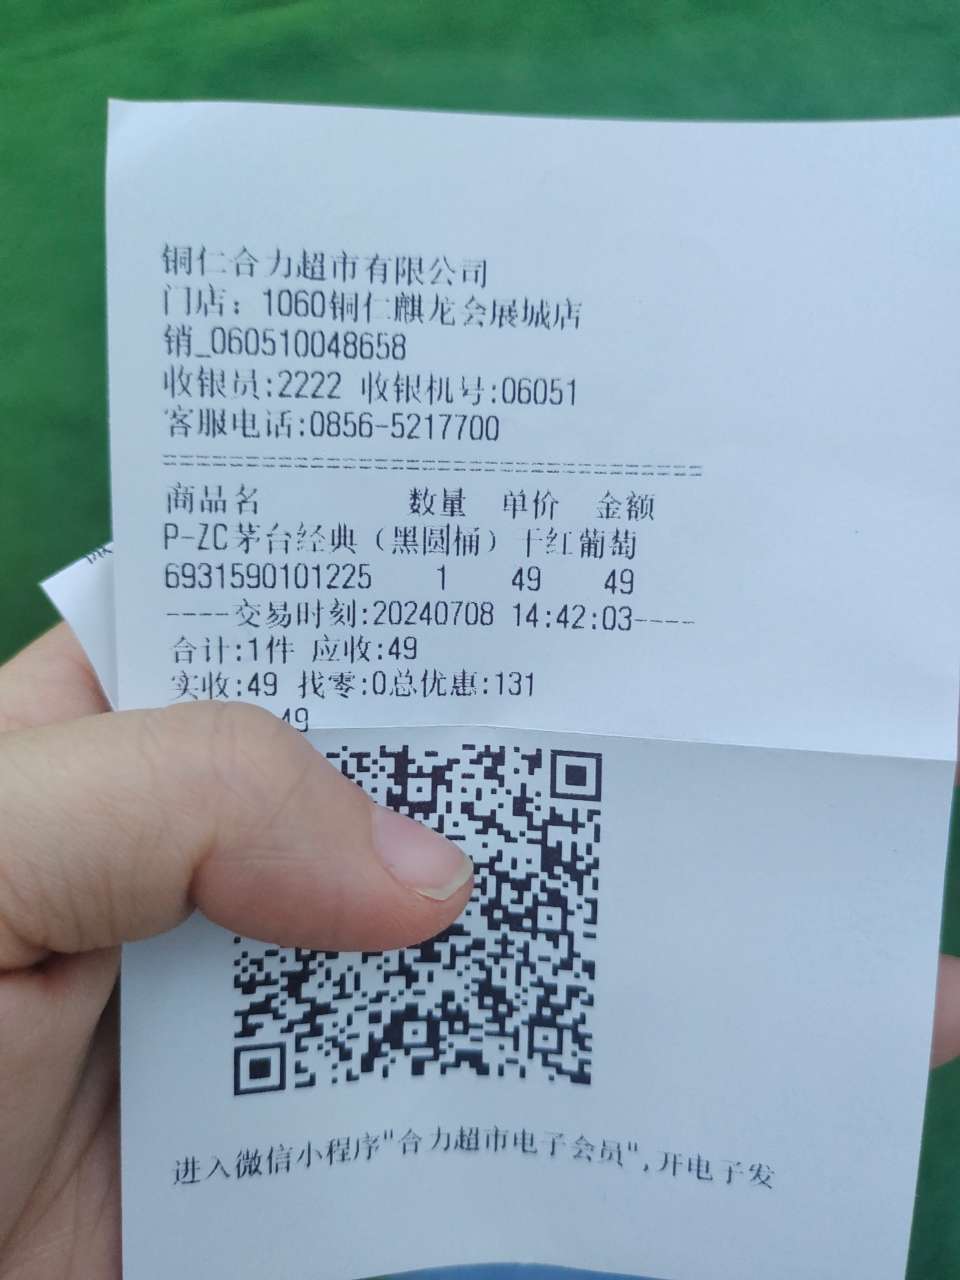 铜仁合力超市有限公司
门店：1060铜仁麒龙会展城店
销_060510048658
收银员:2222 收银机号:06051
客服电话:0856-5217700
商品名 数量 单价 金额
P-ZC茅台经典（黑圆桶）干红葡萄
6931590101225 1 49 49
----交易时刻:20240708 14:42:03----
合计:1件 应收:49
实收:49 找零:0总优惠:131
49
进入微信小程序"合力超市电子会员",开电子发